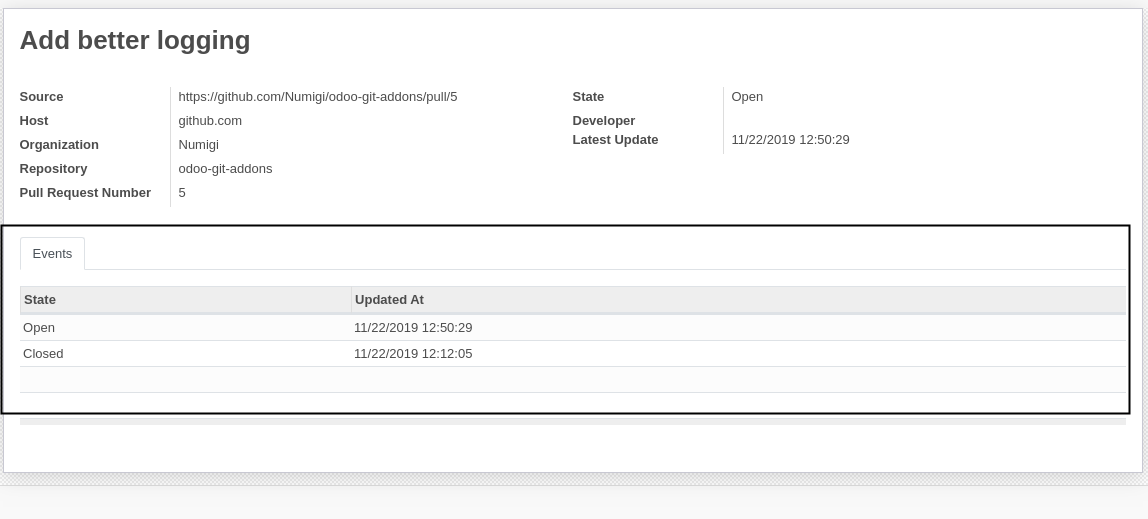 Add better logging
Source https://github.com/Numigi/odoo-git-addons/pull/5
Host github.com
Organization Numigi
Repository odoo-git-addons
Pull Request Number 5
State Open
Developer
Latest Update 11/22/2019 12:50:29
Events
State Updated At
Open 11/22/2019 12:50:29
Closed 11/22/2019 12:12:05